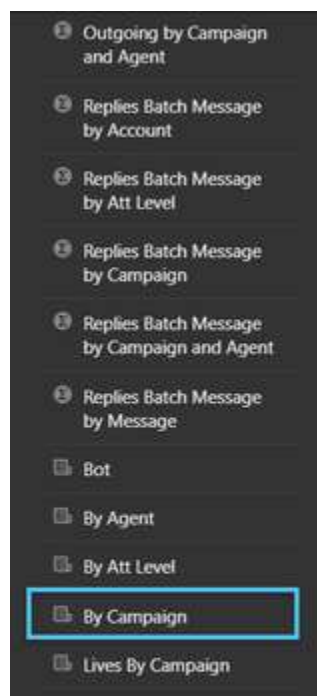 Outgoing by Campaign
and Agent
Replies Batch Message
by Account
Replies Batch Message
by Att Level
Replies Batch Message
by Campaign
Replies Batch Message
by Campaign and Agent
Replies Batch Message
by Message
Bot
By Agent
By Att Level
By Campaign
Lives By Campaign